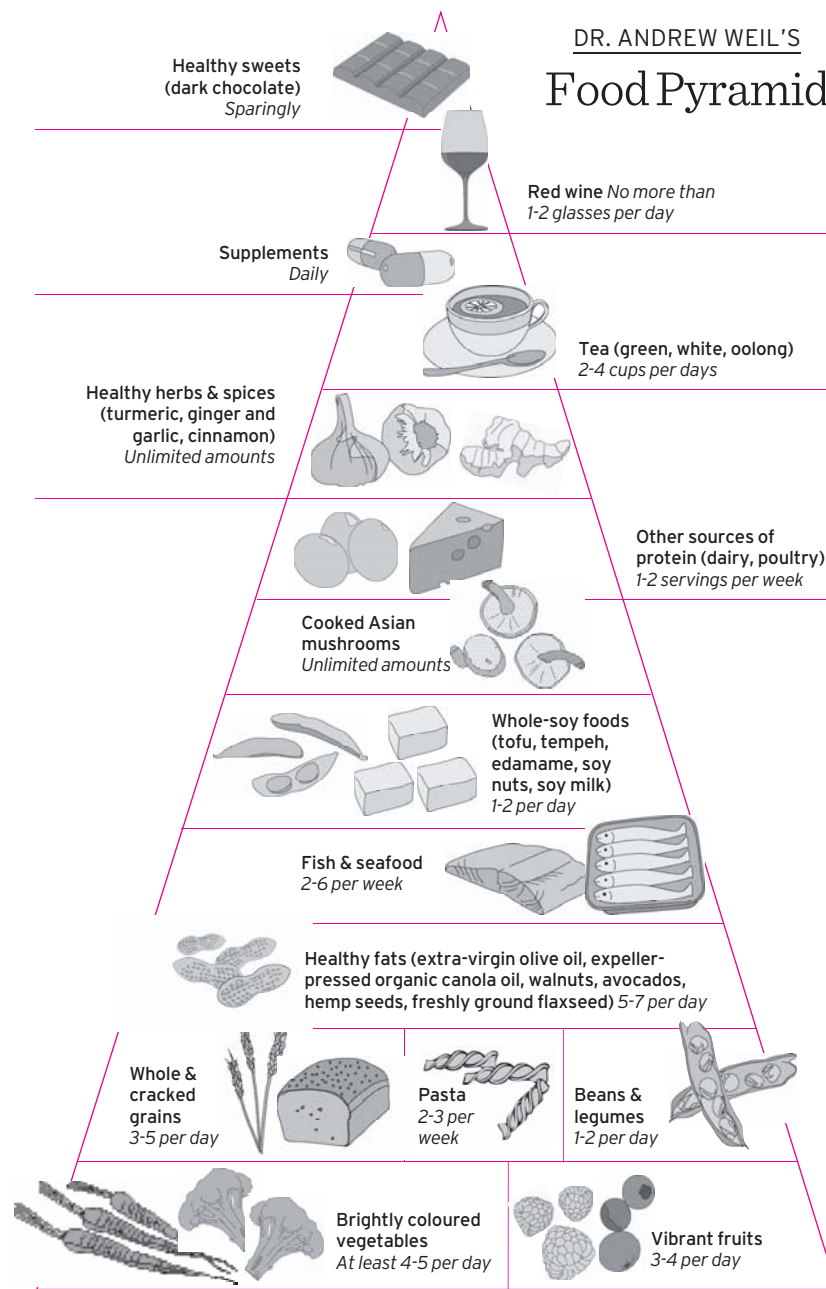 DR. ANDREW WEIL'S
Food Pyramid
Healthy sweets
(dark chocolate)
Sparingly
Red wine No more than
1-2 glasses per day
Supplements
Daily
Tea (green, white, oolong)
2-4 cups per days
Healthy herbs & spices
(turmeric, ginger and
garlic, cinnamon)
Unlimited amounts
Other sources of
protein (dairy, poultry)
1-2 servings per week
Cooked Asian
mushrooms
Unlimited amounts
Whole-soy foods
(tofu, tempeh,
edamame, soy
nuts, soy milk)
1-2 per day
Fish & seafood
2-6 per week
Healthy fats (extra-virgin olive oil, expeller-
pressed organic canola oil, walnuts, avocados,
hemp seeds, freshly ground flaxseed) 5-7 per day
Whole &
cracked
grains
3-5 per day
Pasta
2-3 per
week
Beans &
legumes
1-2 per day
Brightly coloured
vegetables
At least 4-5 per day
Vibrant fruits
3-4 per day